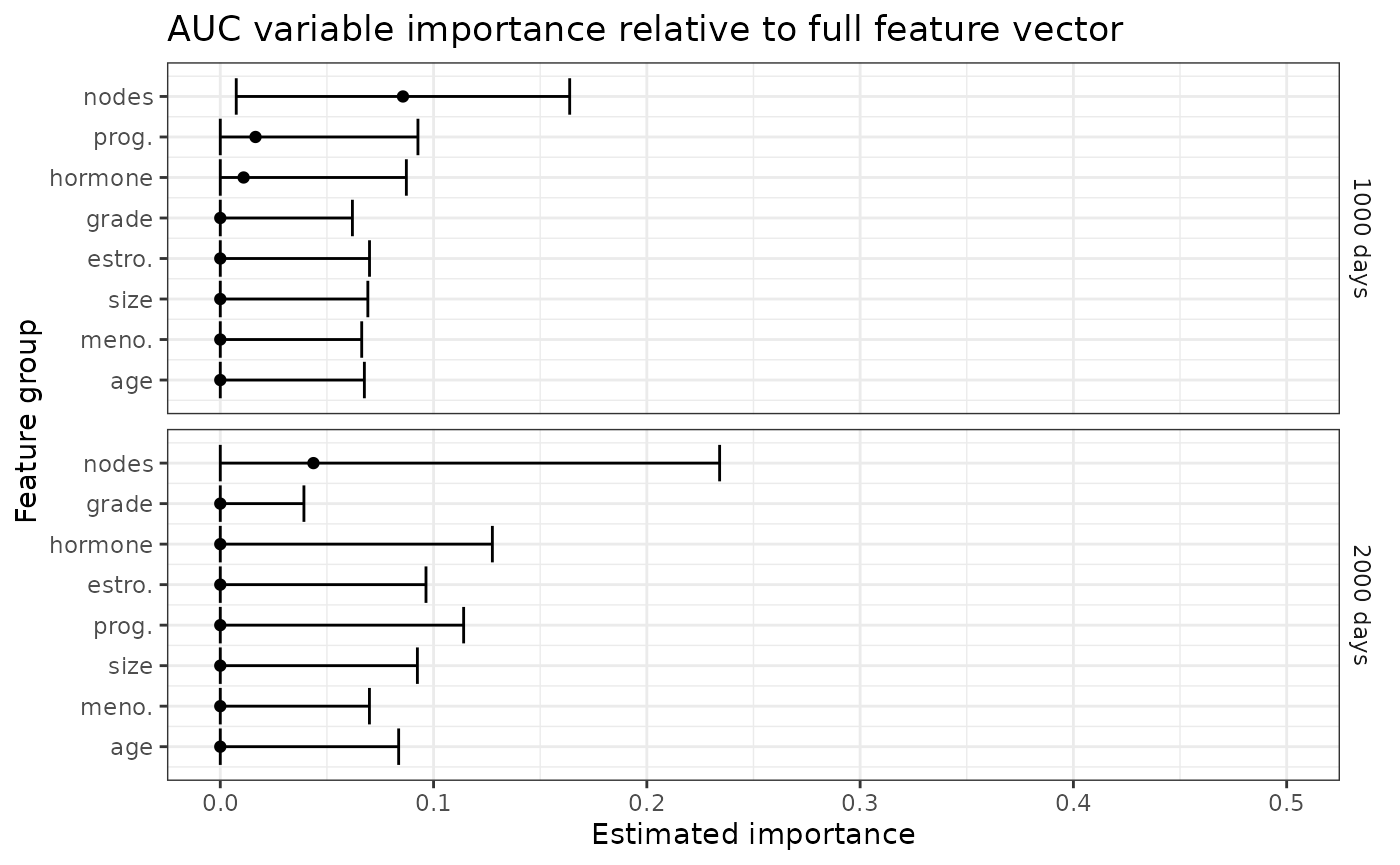 AUC variable importance relative to full feature vector
Feature group
nodes
prog.
hormone
grade
estro.
size
meno.
age
1000 days
nodes
grade
hormone
estro.
prog.
size
meno.
age
2000 days
0.0 0.1 0.2 0.3 0.4 0.5
Estimated importance